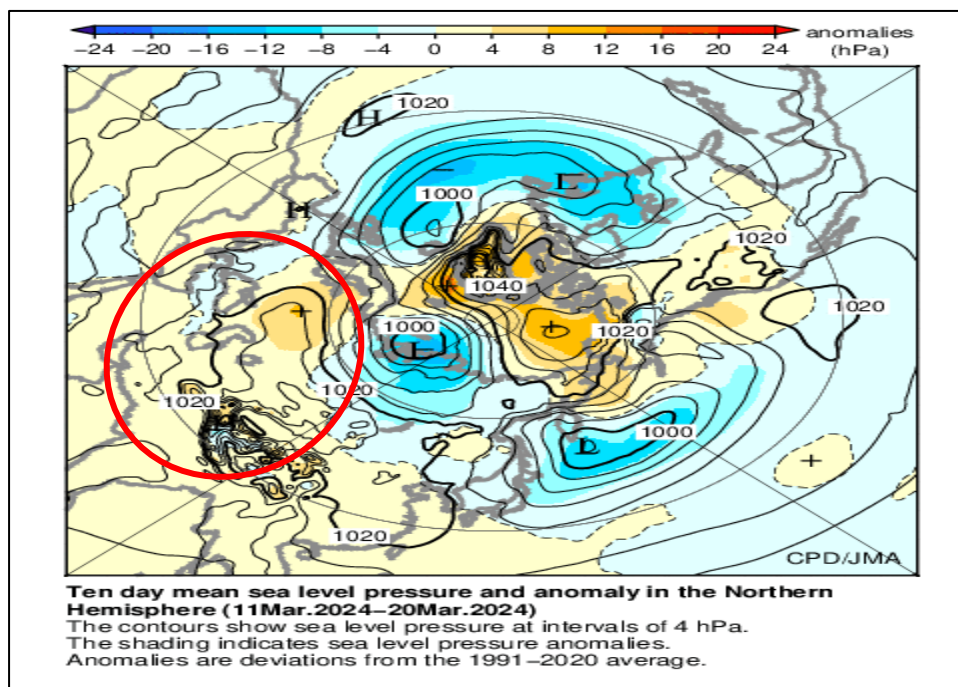 −24 −20 −16 −12 −8 −4 0 4 8 12 16 20 24
anomalies
(hPa)
H
1020
L
−
1000
H
1020
+
1040
1020
+
+
1000
L
1020
1020
1020
1000
L
+
1020
CPD/JMA
Ten day mean sea level pressure and anomaly in the Northern
Hemisphere (11Mar.2024−20Mar.2024)
The contours show sea level pressure at intervals of 4 hPa.
The shading indicates sea level pressure anomalies.
Anomalies are deviations from the 1991−2020 average.